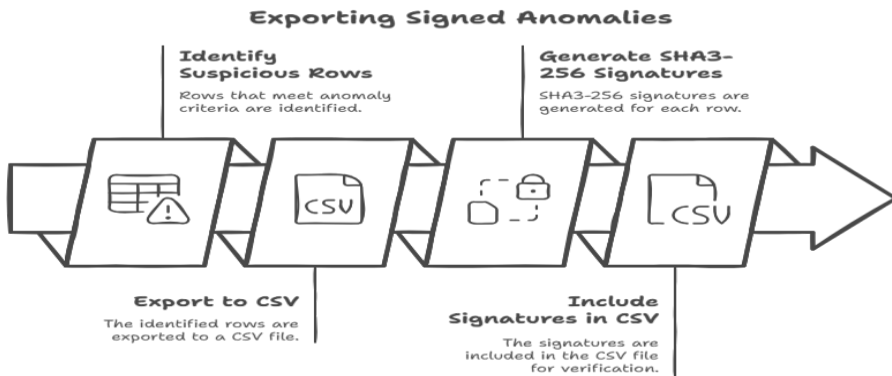 Exporting Signed Anomalies
Identify
Suspicious Rows
Rows that meet anomaly
criteria are identified.
Generate SHA3-
256 Signatures
SHA3-256 signatures are
generated for each row.
CSV
CSV
Export to CSV
The identified rows are
exported to a CSV file.
Include
Signatures in CSV
The signatures are
included in the CSV file
for verification.